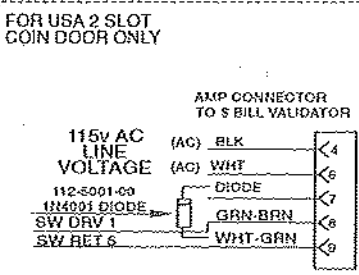 FOR USA 2 SLOT
COIN DOOR ONLY
AMP CONNECTOR
TO $ BILL VALIDATOR
115v AC
LINE
VOLTAGE
(AC) BLK 4
(AC) WHT 6
DIODE 7
112-5001-00
1N4001 DIODE
SW DRV 1 GRN-BRN 8
SW RET 6 WHT-GRN 9